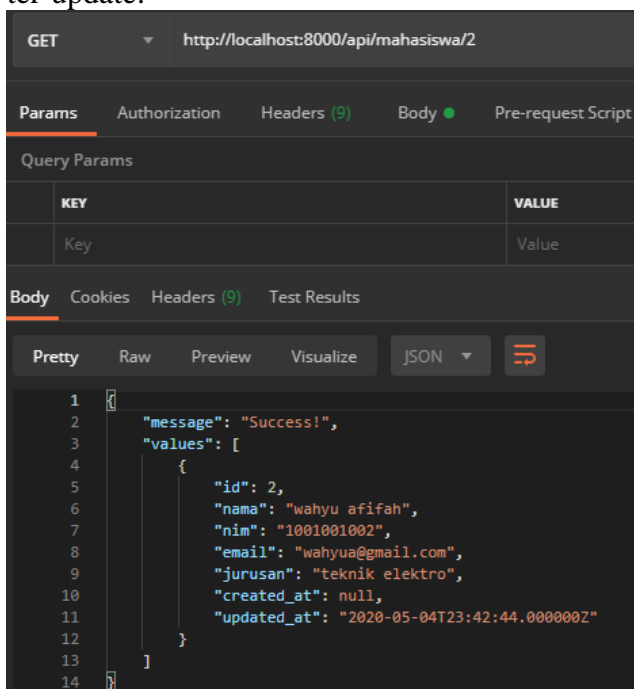 ter update.
GET http://localhost:8000/api/mahasiswa/2
Params Authorization Headers (9) Body Pre-request Script
Query Params
KEY VALUE
Key Value
Body Cookies Headers (9) Test Results
Pretty Raw Preview Visualize JSON
1 {
2 "message": "Success!",
3 "values": [
4 {
5 "id": 2,
6 "nama": "wahyu afifah",
7 "nim": "1001001002",
8 "email": "wahyua@gmail.com",
9 "jurusan": "teknik elektro",
10 "created_at": null,
11 "updated_at": "2020-05-04T23:42:44.000000Z"
12 }
13 ]
14 }